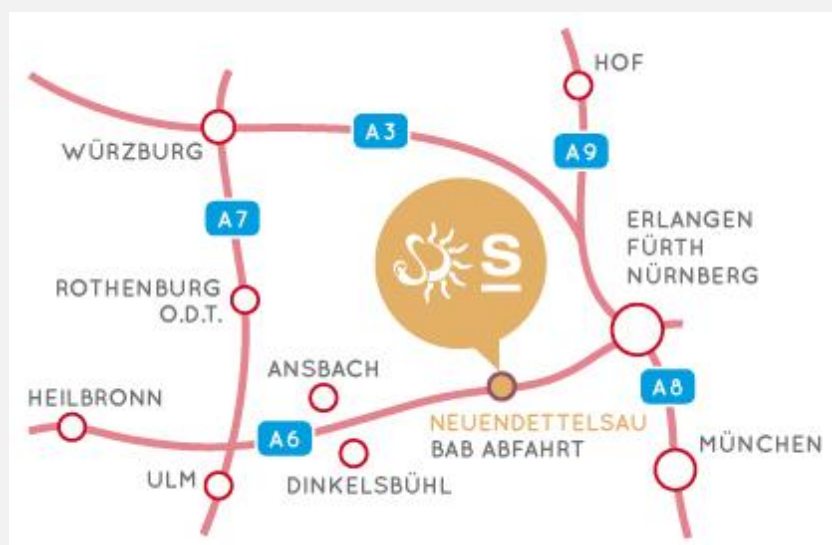 HOF
A3
A9
WÜRZBURG
A7
ERLANGEN
FÜRTH
NÜRNBERG
S
ROTHENBURG
O.D.T.
ANSBACH
HEILBRONN
A8
NEUENDETTELSAU
BAB ABFAHRT
A6
MÜNCHEN
ULM
DINKELSBÜHL